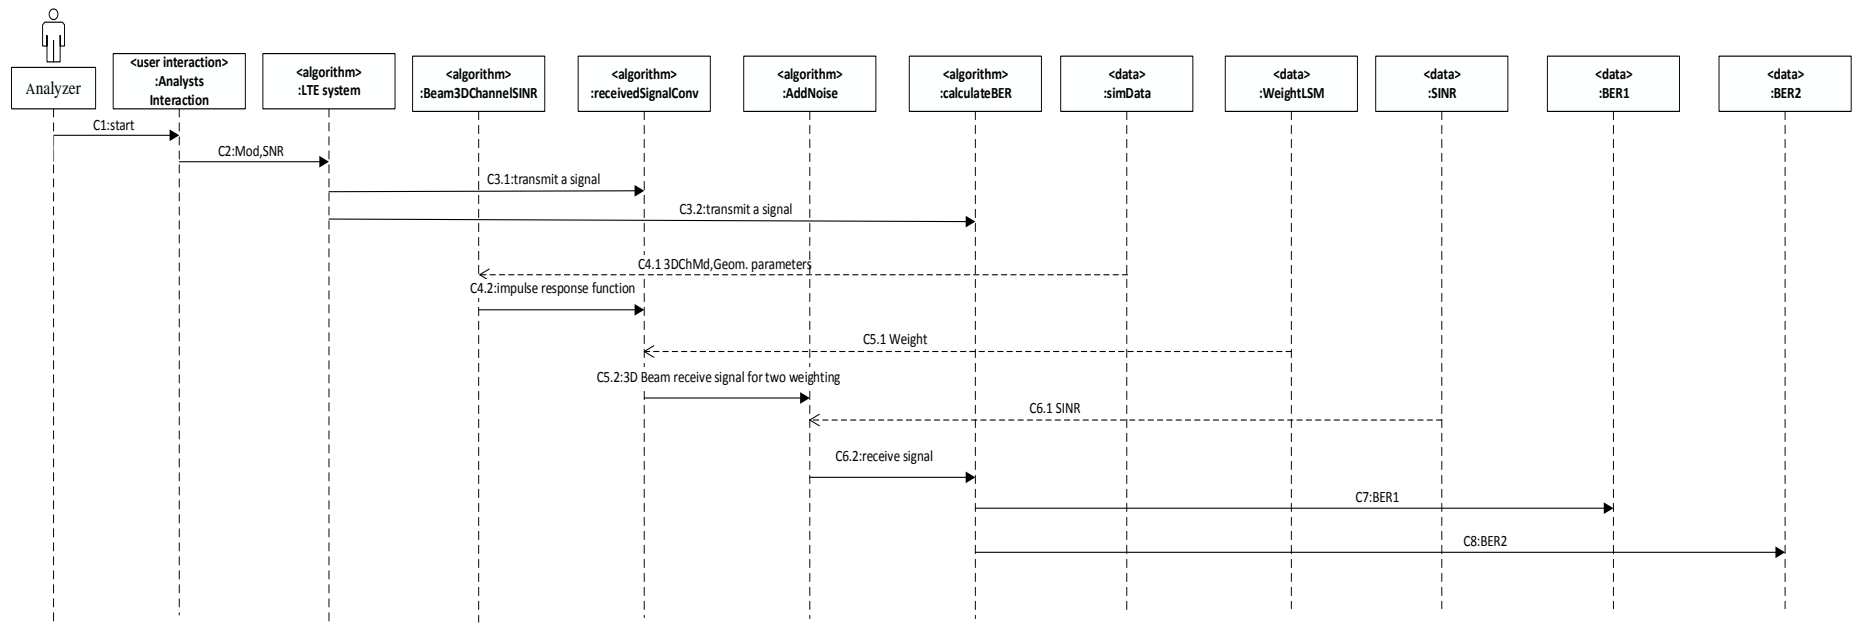 Analyzer
<user interaction>
:Analysts
Interaction
<algorithm>
:LTE system
<algorithm>
:Beam3DChannelSINR
<algorithm>
:receivedSignalConv
<algorithm>
:AddNoise
<algorithm>
:calculateBER
<data>
:simData
<data>
:WeightLSM
<data>
:SINR
<data>
:BER1
<data>
:BER2
C1:start
C2:Mod,SNR
C3.1:transmit a signal
C3.2:transmit a signal
C4.1 3DChMd,Geom. parameters
C4.2:impulse response function
C5.1 Weight
C5.2:3D Beam receive signal for two weighting
C6.1 SINR
C6.2:receive signal
C7:BER1
C8:BER2